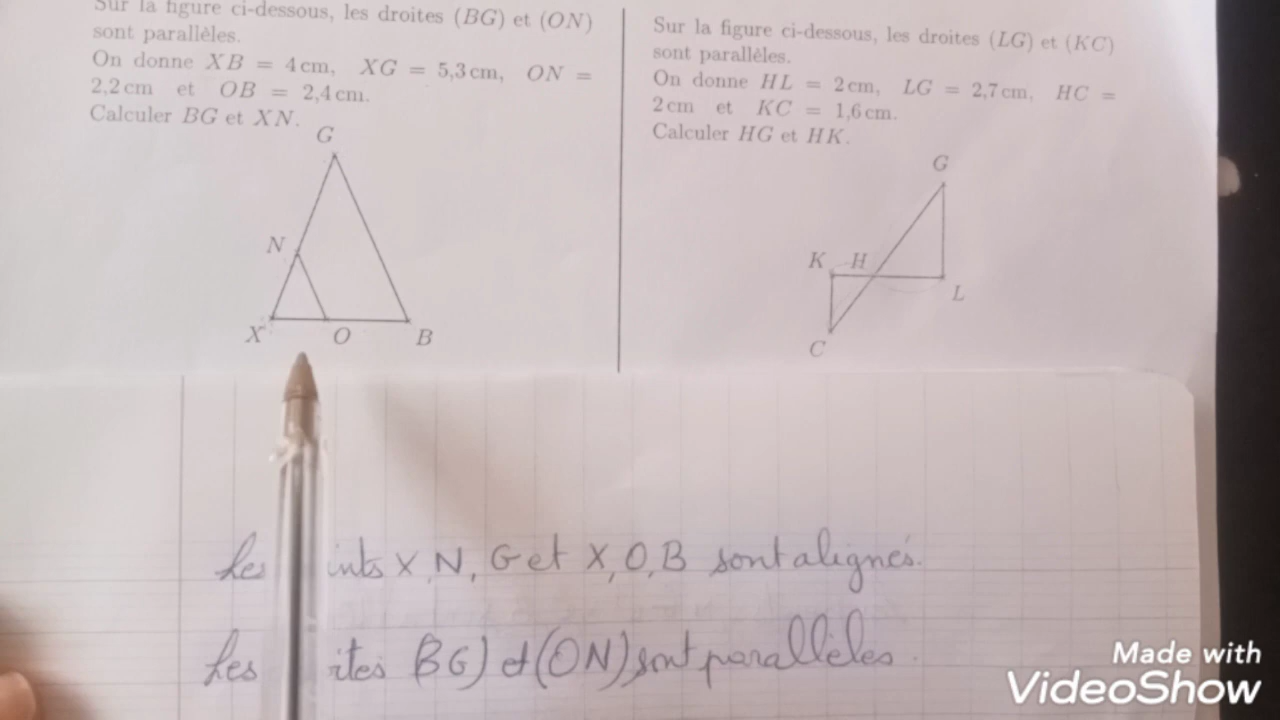 Sur la figure ci-dessous, les droites (BG) et (ON)
sont parallèles.
On donne XB = 4 cm, XG = 5,3 cm, ON =
2,2 cm et OB = 2,4 cm.
Calculer BG et XN.
G
N
X
O
B
Sur la figure ci-dessous, les droites (LG) et (KC)
sont parallèles.
On donne HL = 2 cm, LG = 2,7 cm, HC =
2 cm et KC = 1,6 cm.
Calculer HG et HK.
G
K
H
L
C
Les ints X, N, G et X, O, B sont alignés.
Les ites BG) et (ON) sont parallèles.
Made with
VideoShow